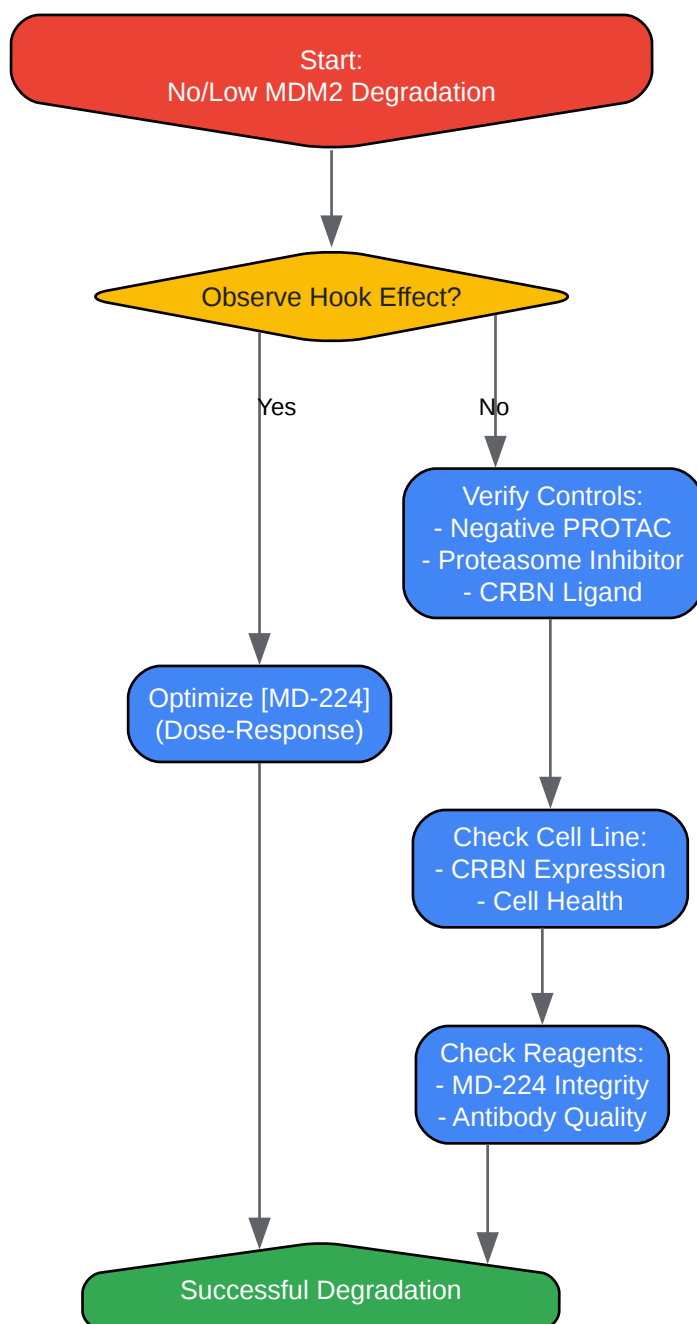 Start:
No/Low MDM2 Degradation
Observe Hook Effect?
Yes
No
Verify Controls:
- Negative PROTAC
- Proteasome Inhibitor
- CRBN Ligand
Optimize [MD-224]
(Dose-Response)
Check Cell Line:
- CRBN Expression
- Cell Health
Check Reagents:
- MD-224 Integrity
- Antibody Quality
Successful Degradation